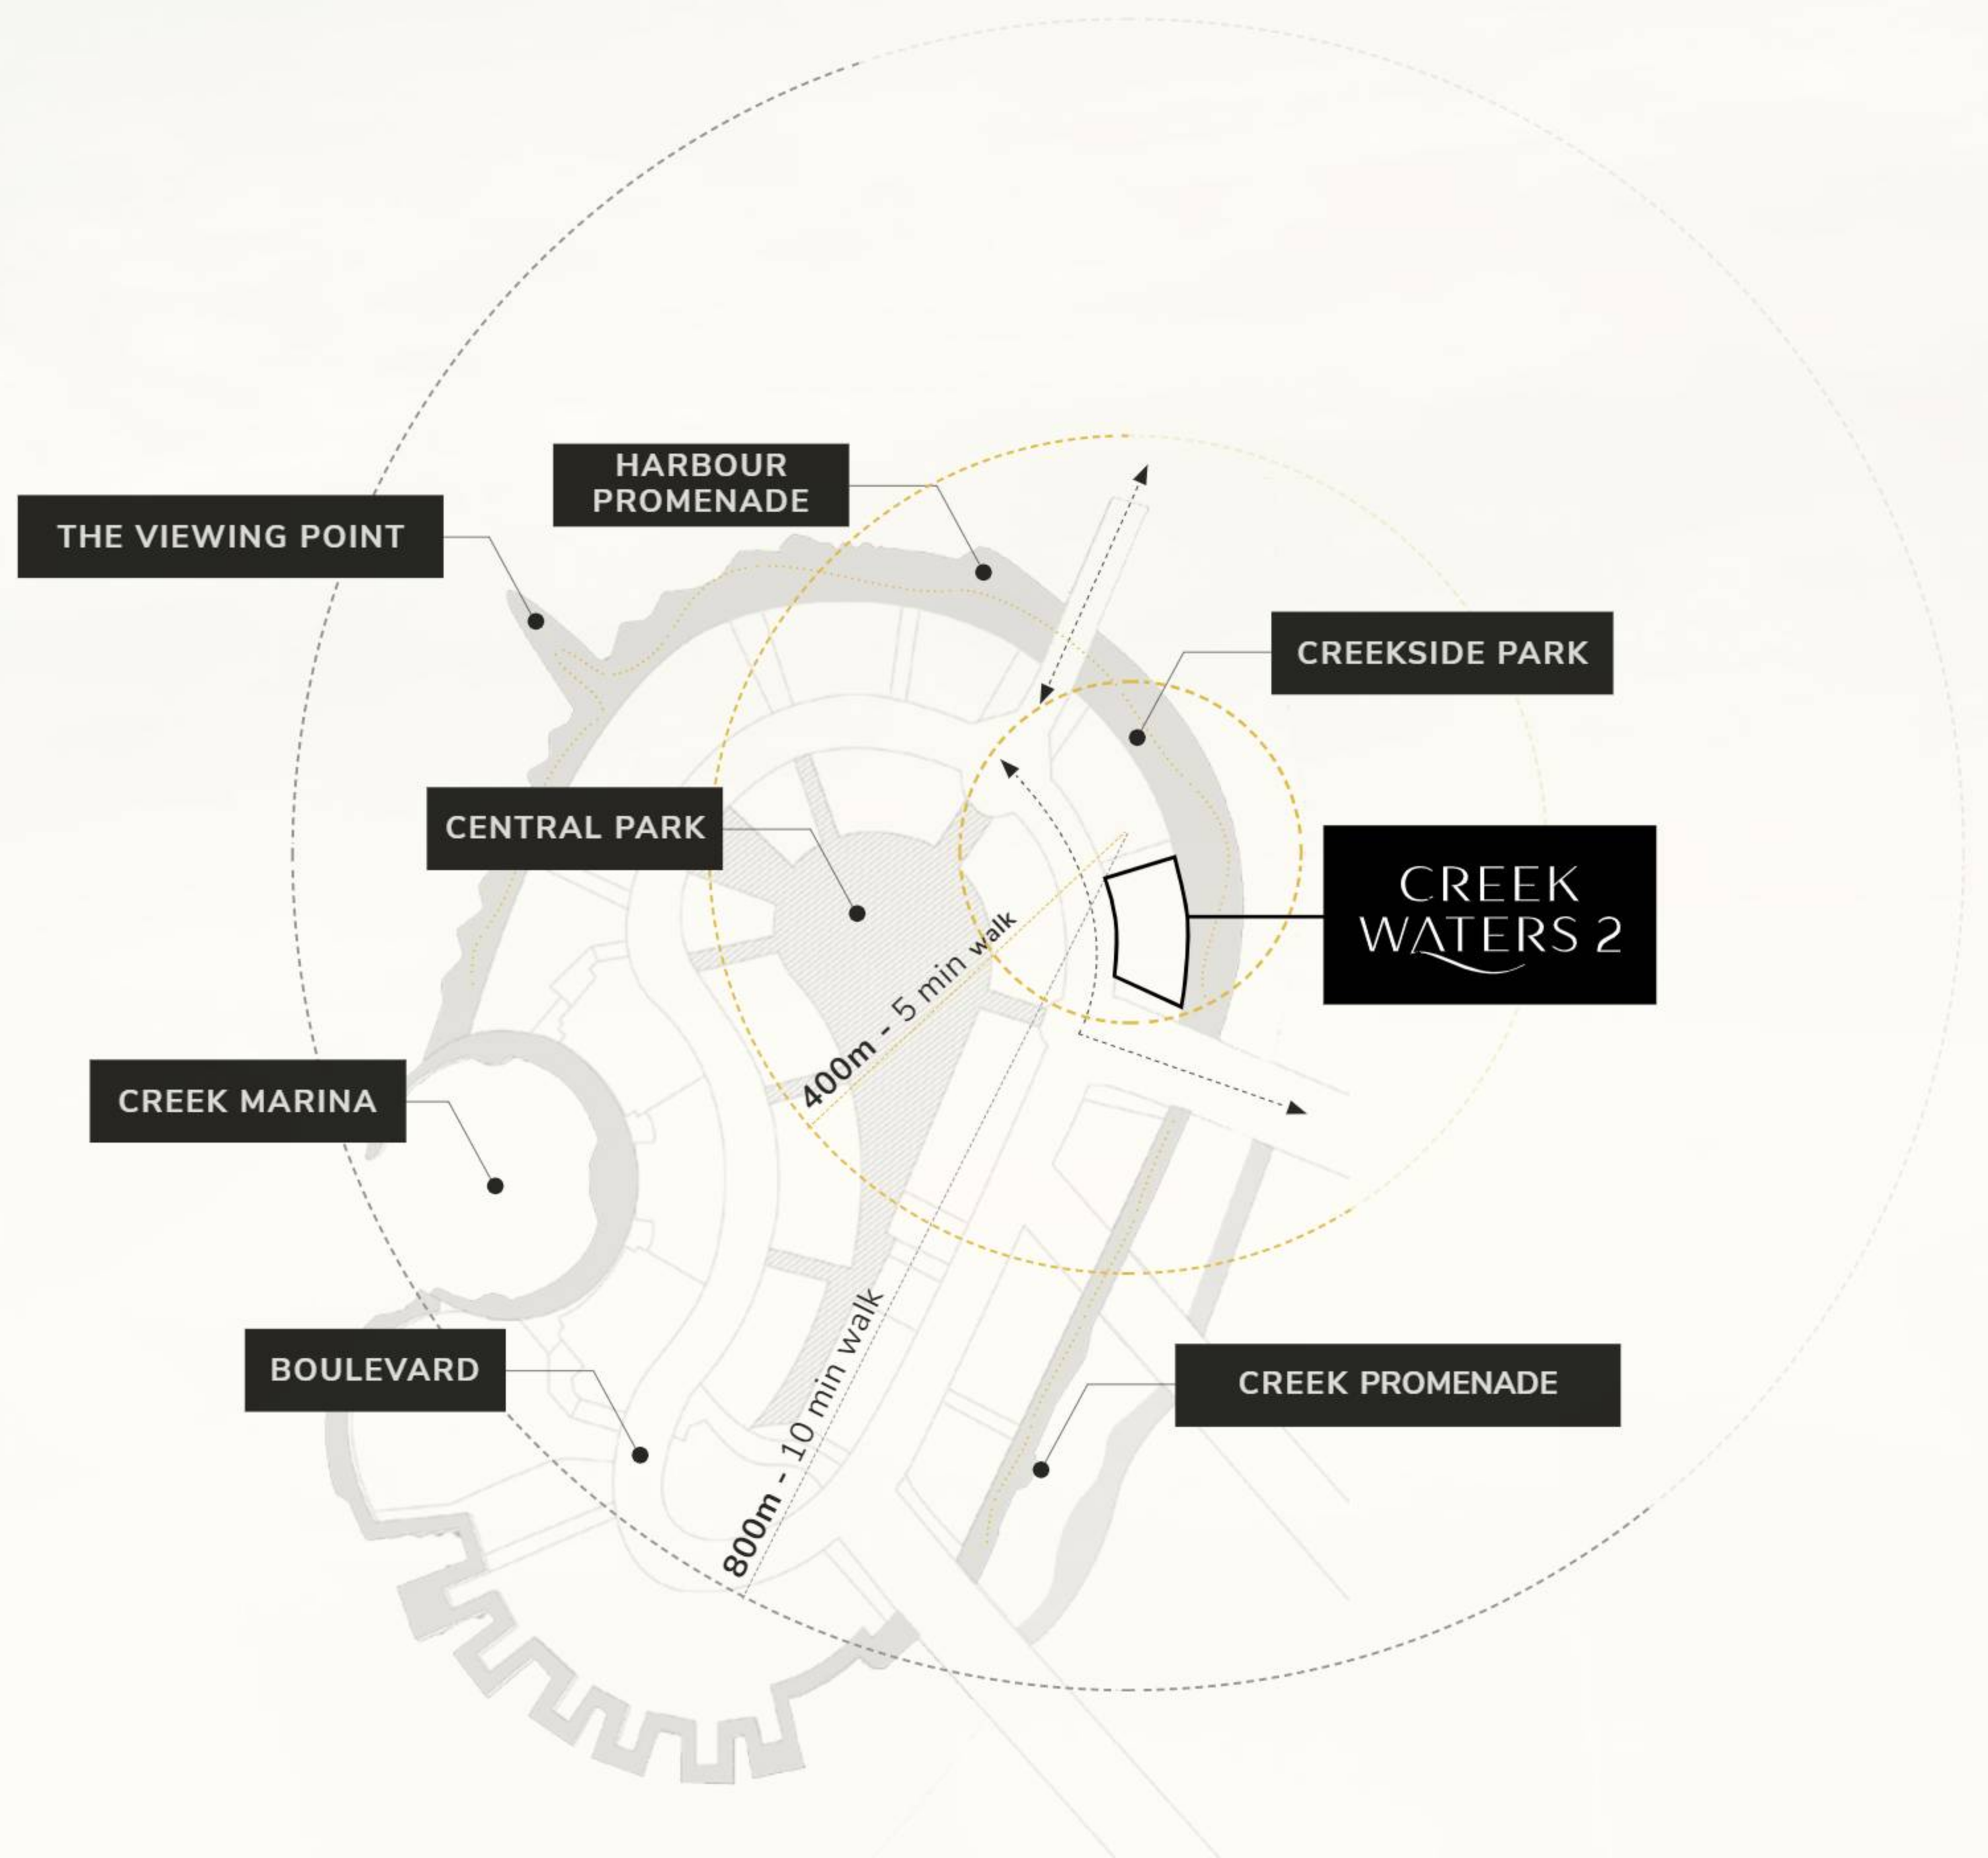 HARBOUR
PROMENADE
THE VIEWING POINT
CREEKSIDE PARK
CENTRAL PARK
CREEK
WATERS 2
400m - 5 min walk
CREEK MARINA
BOULEVARD
CREEK PROMENADE
800m - 10 min walk